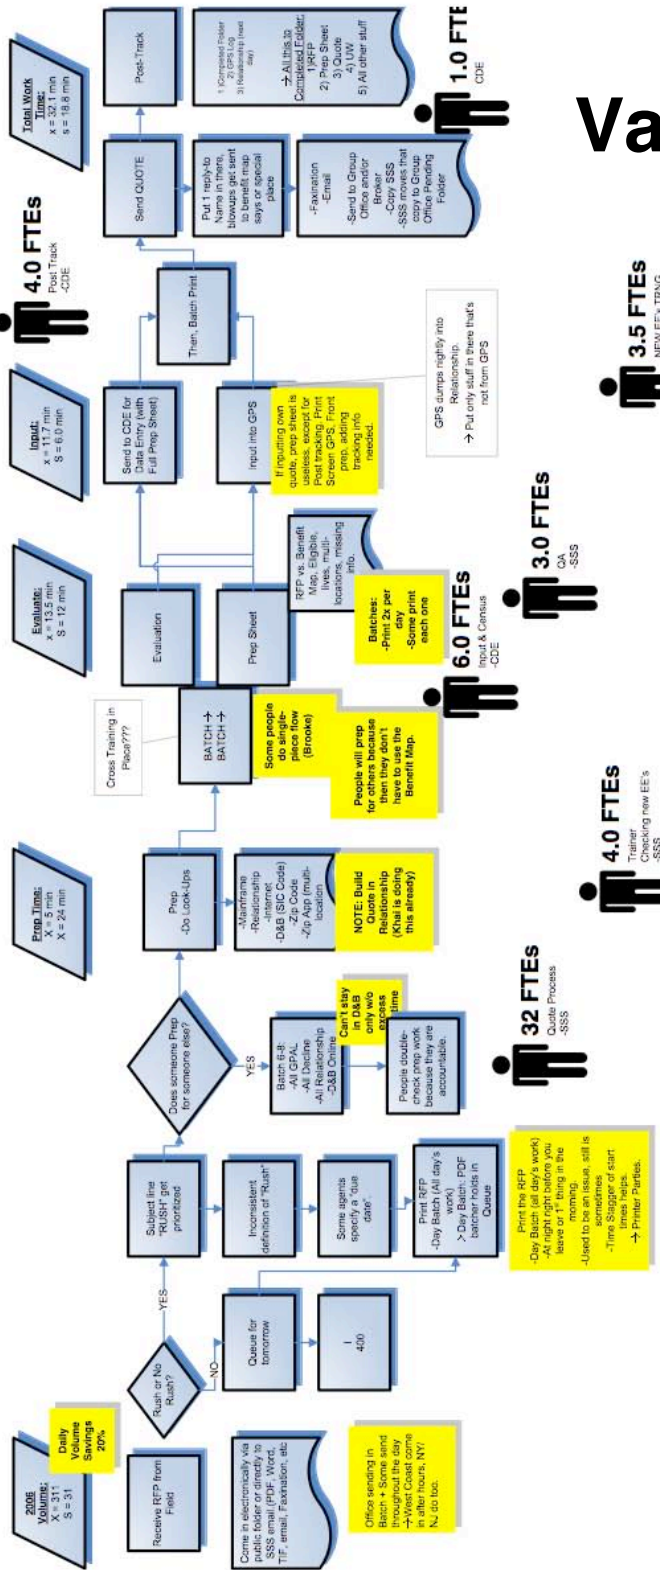 2006
Volume:
X = 311
S = 31
Daily
Volume
Savings
20%
Receive RFP from
Field
Come in electronically via
public folder or directly to
SSS email.(PDF, Word,
TIF, email, Faxination, etc
Office sending in
Batch + Some send
throughout the day
→West Coast come
in after hours, NY/
NJ do too.
Rush or No
Rush?
YES
NO
Queue for
tomorrow
I
400
Subject line
"RUSH" get
prioritized
Inconsistent
definition of "Rush"
Some agents
specify a "due
date".
Print RFP
-Day Batch (All day's
work)
> Day Batch: PDF
batcher holds in
Queue
Print the RFP
-Day Batch (all day's work)
-At night right before you
leave or 1st thing in the
morning.
-Used to be an issue, still is
sometimes
-Time Stagger of start
times helps.
→ Printer Parties.
Does someone Prep
for someone else?
YES
Batch 6-8:
-All GPAL
-All Decline
-All Relationship
-D&B Online
Can't stay
in D&B
only w/o
excess
time
People double-
check prep work
because they are
accountable.
32 FTEs
Quote Process
-SSS
Prep Time:
X = 5 min
X = 24 min
Prep
-Do Look-Ups
-Mainframe
-Relationship
-Internet
-D&B (SIC Code)
-Zip Code
-Zip App (multi-
location
NOTE: Build
Quote in
Relationship
(Khai is doing
this already)
4.0 FTEs
Trainer
Checking new EE's
-SSS
Cross Training in
Place???
BATCH →
BATCH →
Some people
do single-
piece flow
(Brooke)
People will prep
for others because
then they don't
have to use the
Benefit Map.
6.0 FTEs
Input & Census
-CDE
Evaluate:
x = 13.5 min
S = 12 min
Evaluation
Prep Sheet
RFP vs. Benefit
Map, Eligible,
lives, multi-
locations, missing
info.
Batches:
-Print 2x per
day
-Some print
each one
3.0 FTEs
QA
-SSS
Input:
x = 11.7 min
S = 6.0 min
Send to CDE for
Data Entry (with
Full Prep Sheet)
Input into GPS
If inputting own
quote, prep sheet is
useless, except for
Post tracking. Print
Screen GPS, Front
prep, adding
tracking info
needed.
GPS dumps nightly into
Relationship.
→ Put only stuff in there that's
not from GPS
3.5 FTEs
NEW EE's TRNG
4.0 FTEs
Post Track
-CDE
Then, Batch Print
Send QUOTE
Put 1 reply-to
Name in there,
blowups get sent
to benefit map
says or special
place
-Faxination
-Email
-Send to Group
Office and/or
Broker
-Copy SSS
-SSS moves that
copy to Group
Office Pending
Folder
Total Work
Time:
x = 32.1 min
s = 18.8 min
Post-Track
1 )Completed Folder
2) GPS Log
3) Relationship (next
day)
→ All this to
Completed Folder:
1)RFP
2) Prep Sheet
3) Quote
4) UW
5) All other stuff
1.0 FTE
CDE
Va